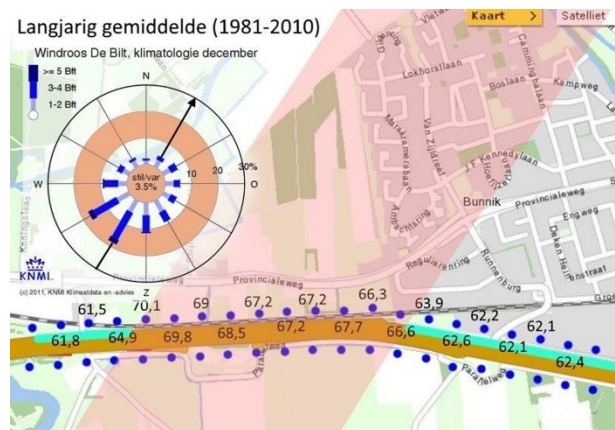 Langjarig gemiddelde (1981-2010)
Kaart >
Satelliet
Windroos De Bilt, klimatologie december
>= 5 Bft
3-4 Bft
1-2 Bft
N
30%
20
10
W
O
stil/var
3.5%
Z
KNMI
(c) 2011, KNMI Klimaatdata en -advies
Lokhorstlaan
Boslaan
Camminghalaan
Kampweg
Van Zijldreef
Marskramersbaan
J F Kennedylaan
Bunnik
Provincialeweg
Engweg
Regulierenring
Runnenburg
Provincialeweg
61,5
70,1
69
67,2
67,2
66,3
63,9
62,2
62,1
61,8
64,9
69,8
68,5
67,2
67,7
66,6
62,6
62,1
62,4
Parallelweg
Parallelweg